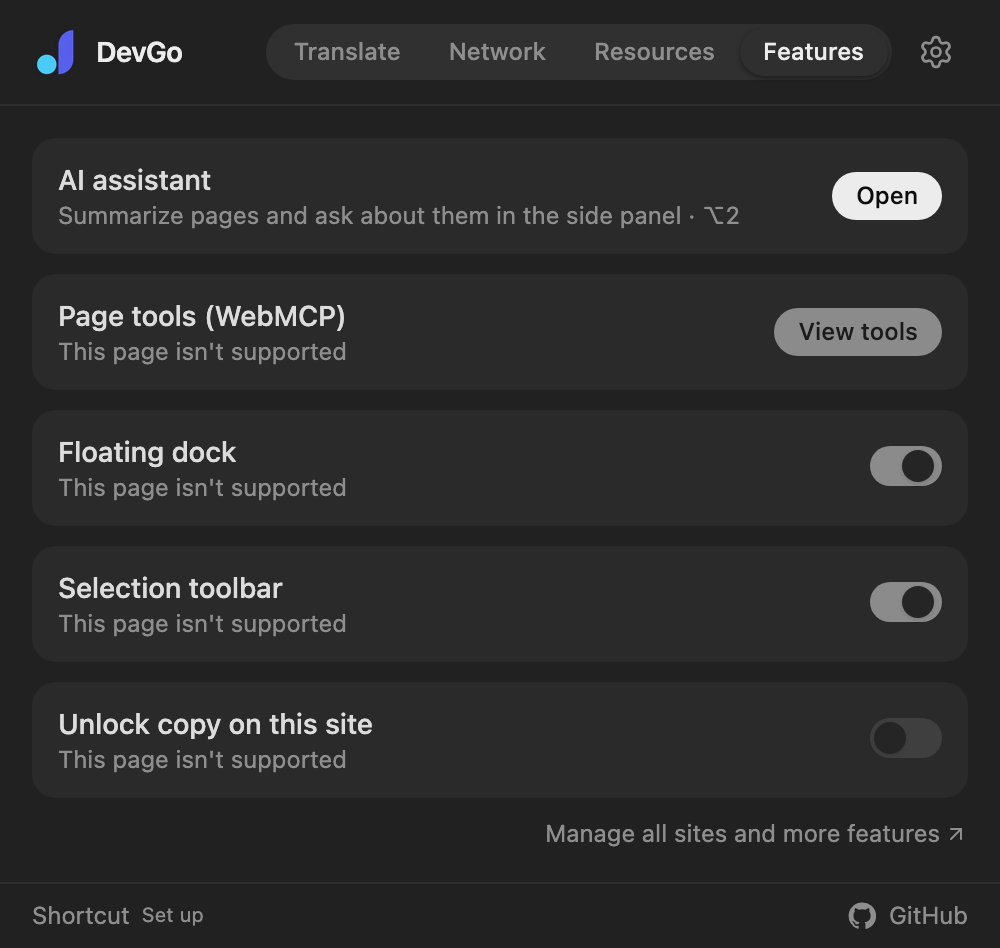 DevGo
Translate
Network
Resources
Features
AI assistant
Summarize pages and ask about them in the side panel · ⌥2
Open
Page tools (WebMCP)
This page isn't supported
View tools
Floating dock
This page isn't supported
Selection toolbar
This page isn't supported
Unlock copy on this site
This page isn't supported
Manage all sites and more features ↗
Shortcut Set up
GitHub